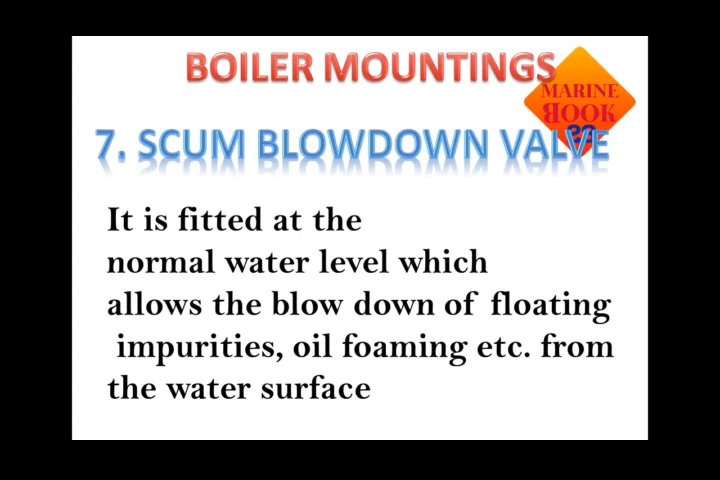 BOILER MOUNTINGS
MARINE
BOOK
7. SCUM BLOWDOWN VALVE
It is fitted at the
normal water level which
allows the blow down of floating
impurities, oil foaming etc. from
the water surface